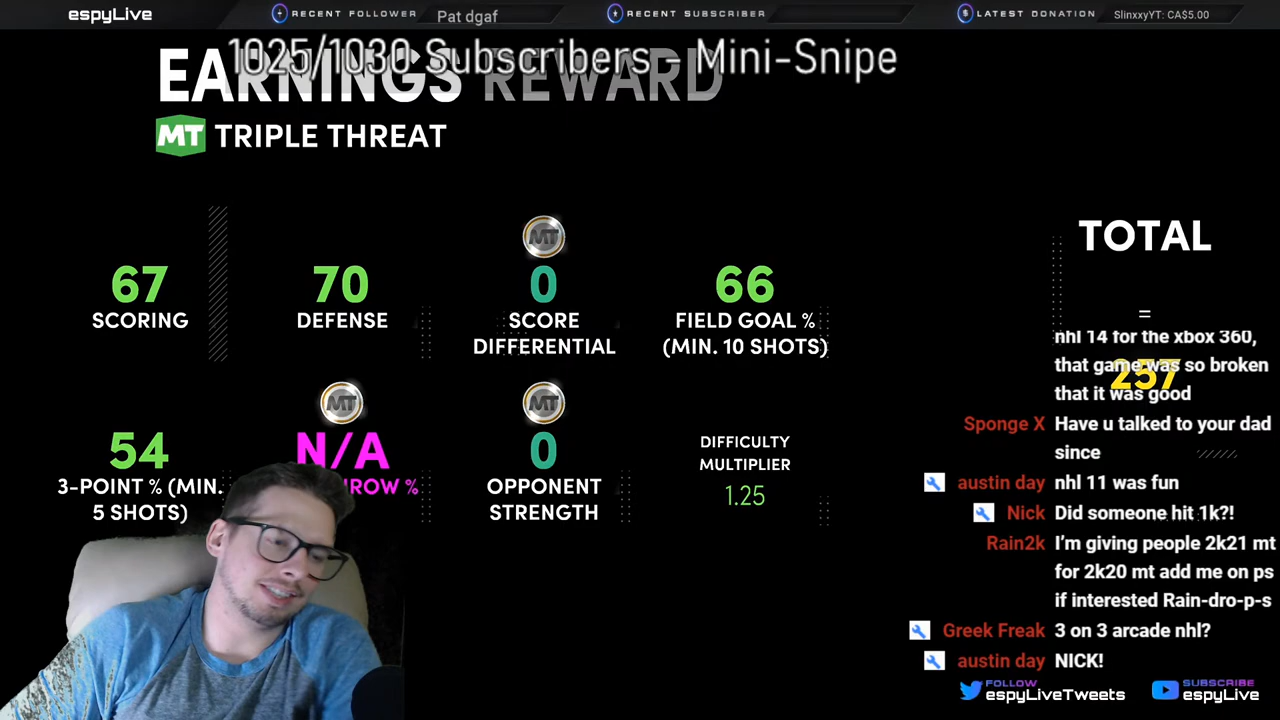 espyLive
RECENT FOLLOWER
Pat dgaf
RECENT SUBSCRIBER
LATEST DONATION
SlinxxyYT: CA$5.00
1025/1030 Subscribers - Mini-Snipe
EARNINGS REWARD
MT TRIPLE THREAT
MT
67
SCORING
70
DEFENSE
0
SCORE
DIFFERENTIAL
66
FIELD GOAL %
(MIN. 10 SHOTS)
TOTAL
=
257
MT
MT
54
3-POINT % (MIN.
5 SHOTS)
N/A
THROW %
0
OPPONENT
STRENGTH
DIFFICULTY
MULTIPLIER
1.25
nhl 14 for the xbox 360,
that game was so broken
that it was good
Sponge X Have u talked to your dad
since
austin day nhl 11 was fun
Nick Did someone hit 1k?!
Rain2k I'm giving people 2k21 mt
for 2k20 mt add me on ps
if interested Rain-dro-p-s
Greek Freak 3 on 3 arcade nhl?
austin day NICK!
FOLLOW
espyLiveTweets
SUBSCRIBE
espyLive